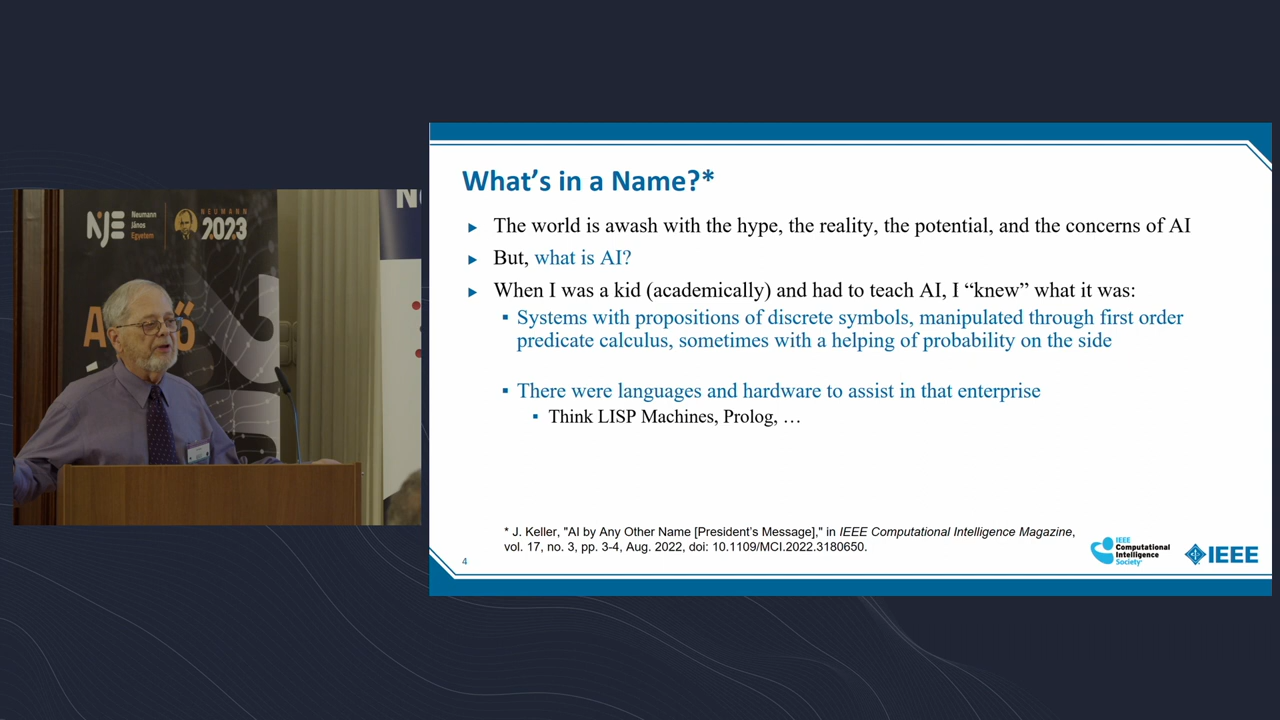 NJE
Neumann
János
Egyetem
NEUMANN
2023
What's in a Name?*
The world is awash with the hype, the reality, the potential, and the concerns of AI
But, what is AI?
When I was a kid (academically) and had to teach AI, I “knew” what it was:
Systems with propositions of discrete symbols, manipulated through first order
predicate calculus, sometimes with a helping of probability on the side
There were languages and hardware to assist in that enterprise
Think LISP Machines, Prolog, …
* J. Keller, "AI by Any Other Name [President's Message]," in IEEE Computational Intelligence Magazine,
vol. 17, no. 3, pp. 3-4, Aug. 2022, doi: 10.1109/MCI.2022.3180650.
4
IEEE
Computational
Intelligence
Society
IEEE